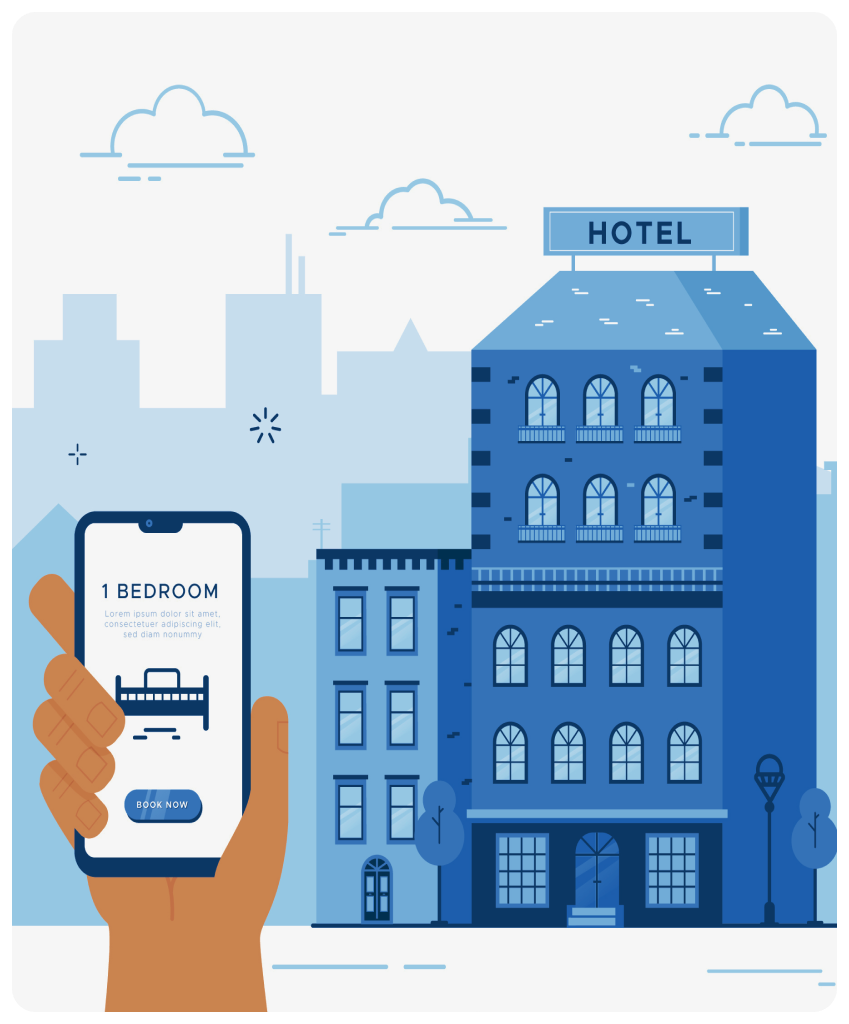 HOTEL
1 BEDROOM
Lorem ipsum dolor sit amet,
consectetuer adipiscing elit,
sed diam nonummy
BOOK NOW